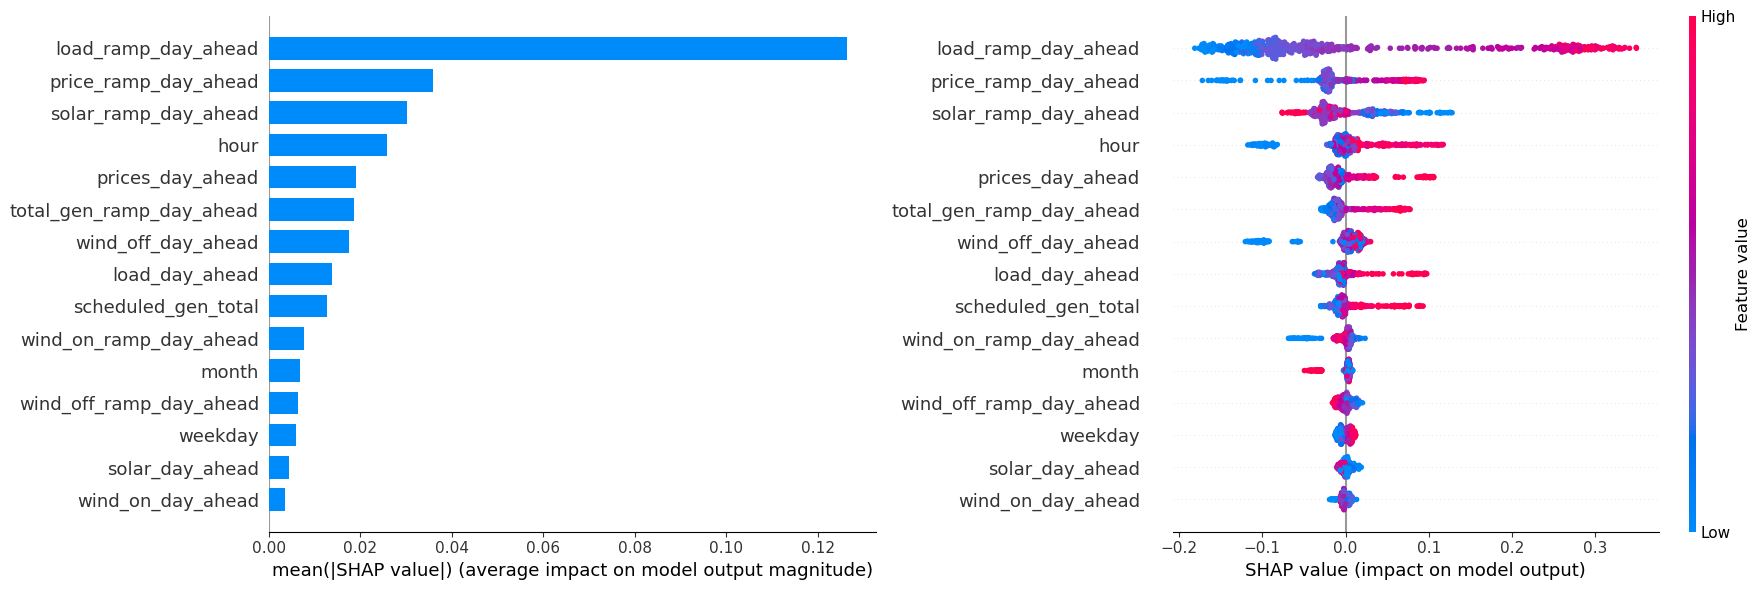 load_ramp_day_ahead
price_ramp_day_ahead
solar_ramp_day_ahead
hour
prices_day_ahead
total_gen_ramp_day_ahead
wind_off_day_ahead
load_day_ahead
scheduled_gen_total
wind_on_ramp_day_ahead
month
wind_off_ramp_day_ahead
weekday
solar_day_ahead
wind_on_day_ahead
0.00 0.02 0.04 0.06 0.08 0.10 0.12
mean(|SHAP value|) (average impact on model output magnitude)
load_ramp_day_ahead
price_ramp_day_ahead
solar_ramp_day_ahead
hour
prices_day_ahead
total_gen_ramp_day_ahead
wind_off_day_ahead
load_day_ahead
scheduled_gen_total
wind_on_ramp_day_ahead
month
wind_off_ramp_day_ahead
weekday
solar_day_ahead
wind_on_day_ahead
−0.2 −0.1 0.0 0.1 0.2 0.3
SHAP value (impact on model output)
High
Feature value
Low